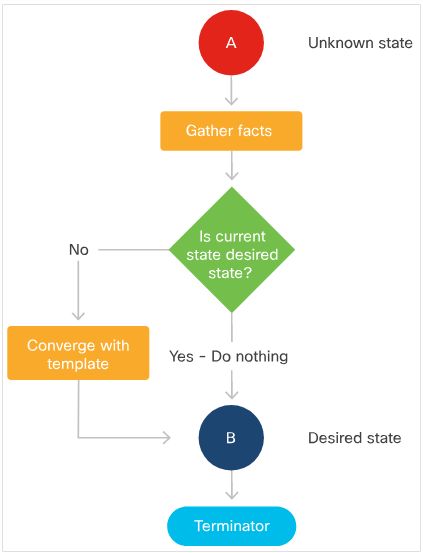 A
Unknown state
Gather facts
Is current
state desired
state?
No
Converge with
template
Yes - Do nothing
B
Desired state
Terminator